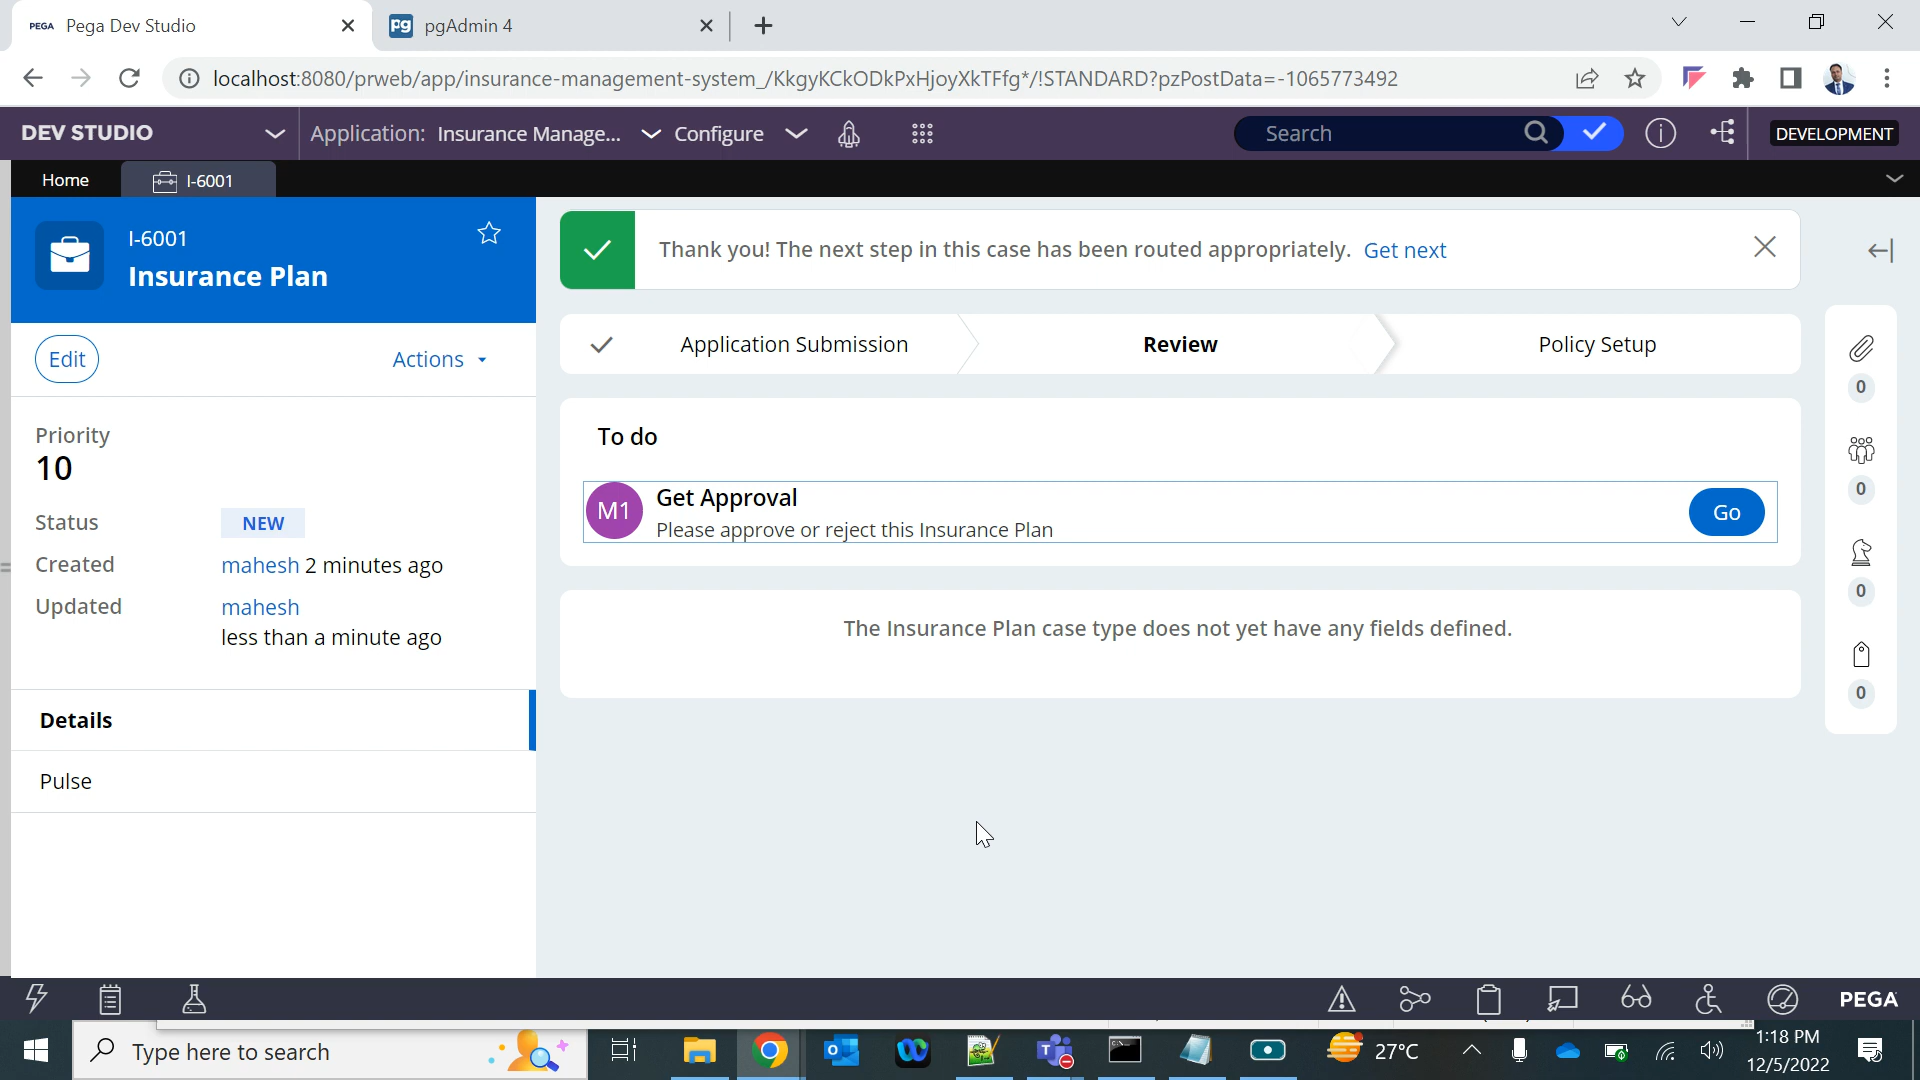 PEGA Pega Dev Studio
pg pgAdmin 4
localhost:8080/prweb/app/insurance-management-system_/KkgyKCkODkPxHjoyXkTFfg*/!STANDARD?pzPostData=-1065773492
DEV STUDIO
Application: Insurance Manage...
Configure
Search
DEVELOPMENT
Home
I-6001
I-6001
Insurance Plan
Edit
Actions
Priority
10
Status NEW
Created mahesh 2 minutes ago
Updated mahesh
less than a minute ago
Details
Pulse
Thank you! The next step in this case has been routed appropriately. Get next
Application Submission
Review
Policy Setup
To do
M1
Get Approval
Please approve or reject this Insurance Plan
Go
The Insurance Plan case type does not yet have any fields defined.
0
0
0
0
PEGA
Type here to search
27°C
1:18 PM
12/5/2022